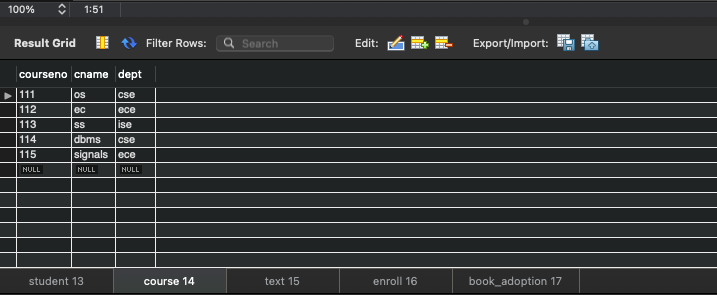 100% 1:51
Result Grid Filter Rows: Search Edit: Export/Import:
courseno cname dept
111 os cse
112 ec ece
113 ss ise
114 dbms cse
115 signals ece
NULL NULL NULL
student 13 course 14 text 15 enroll 16 book_adoption 17